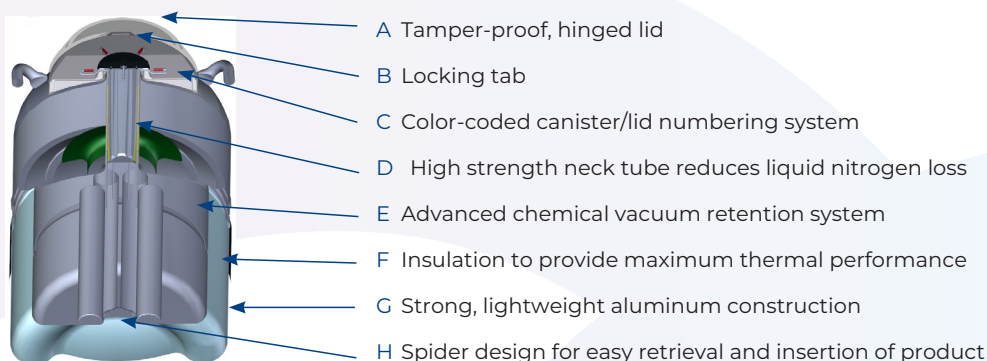 A Tamper-proof, hinged lid
B Locking tab
C Color-coded canister/lid numbering system
D High strength neck tube reduces liquid nitrogen loss
E Advanced chemical vacuum retention system
F Insulation to provide maximum thermal performance
G Strong, lightweight aluminum construction
H Spider design for easy retrieval and insertion of product